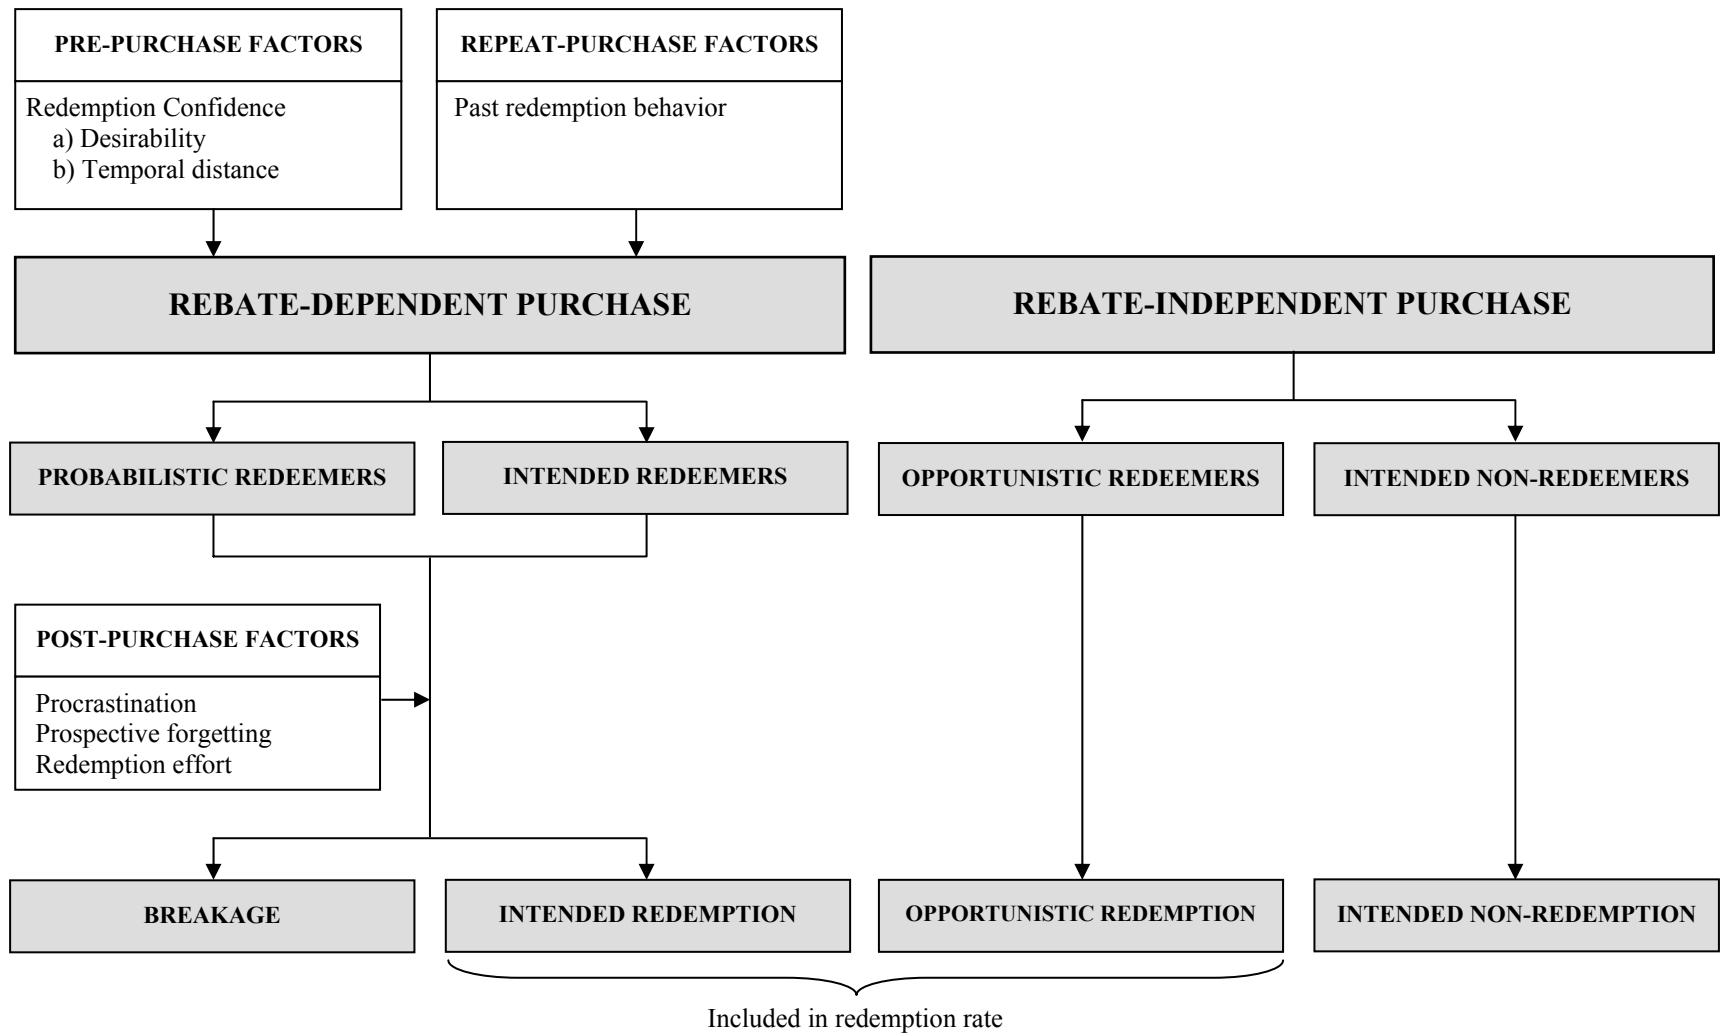 PRE-PURCHASE FACTORS
Redemption Confidence
a) Desirability
b) Temporal distance
REPEAT-PURCHASE FACTORS
Past redemption behavior
REBATE-DEPENDENT PURCHASE
REBATE-INDEPENDENT PURCHASE
PROBABILISTIC REDEEMERS
INTENDED REDEEMERS
OPPORTUNISTIC REDEEMERS
INTENDED NON-REDEEMERS
POST-PURCHASE FACTORS
Procrastination
Prospective forgetting
Redemption effort
BREAKAGE
INTENDED REDEMPTION
OPPORTUNISTIC REDEMPTION
INTENDED NON-REDEMPTION
Included in redemption rate